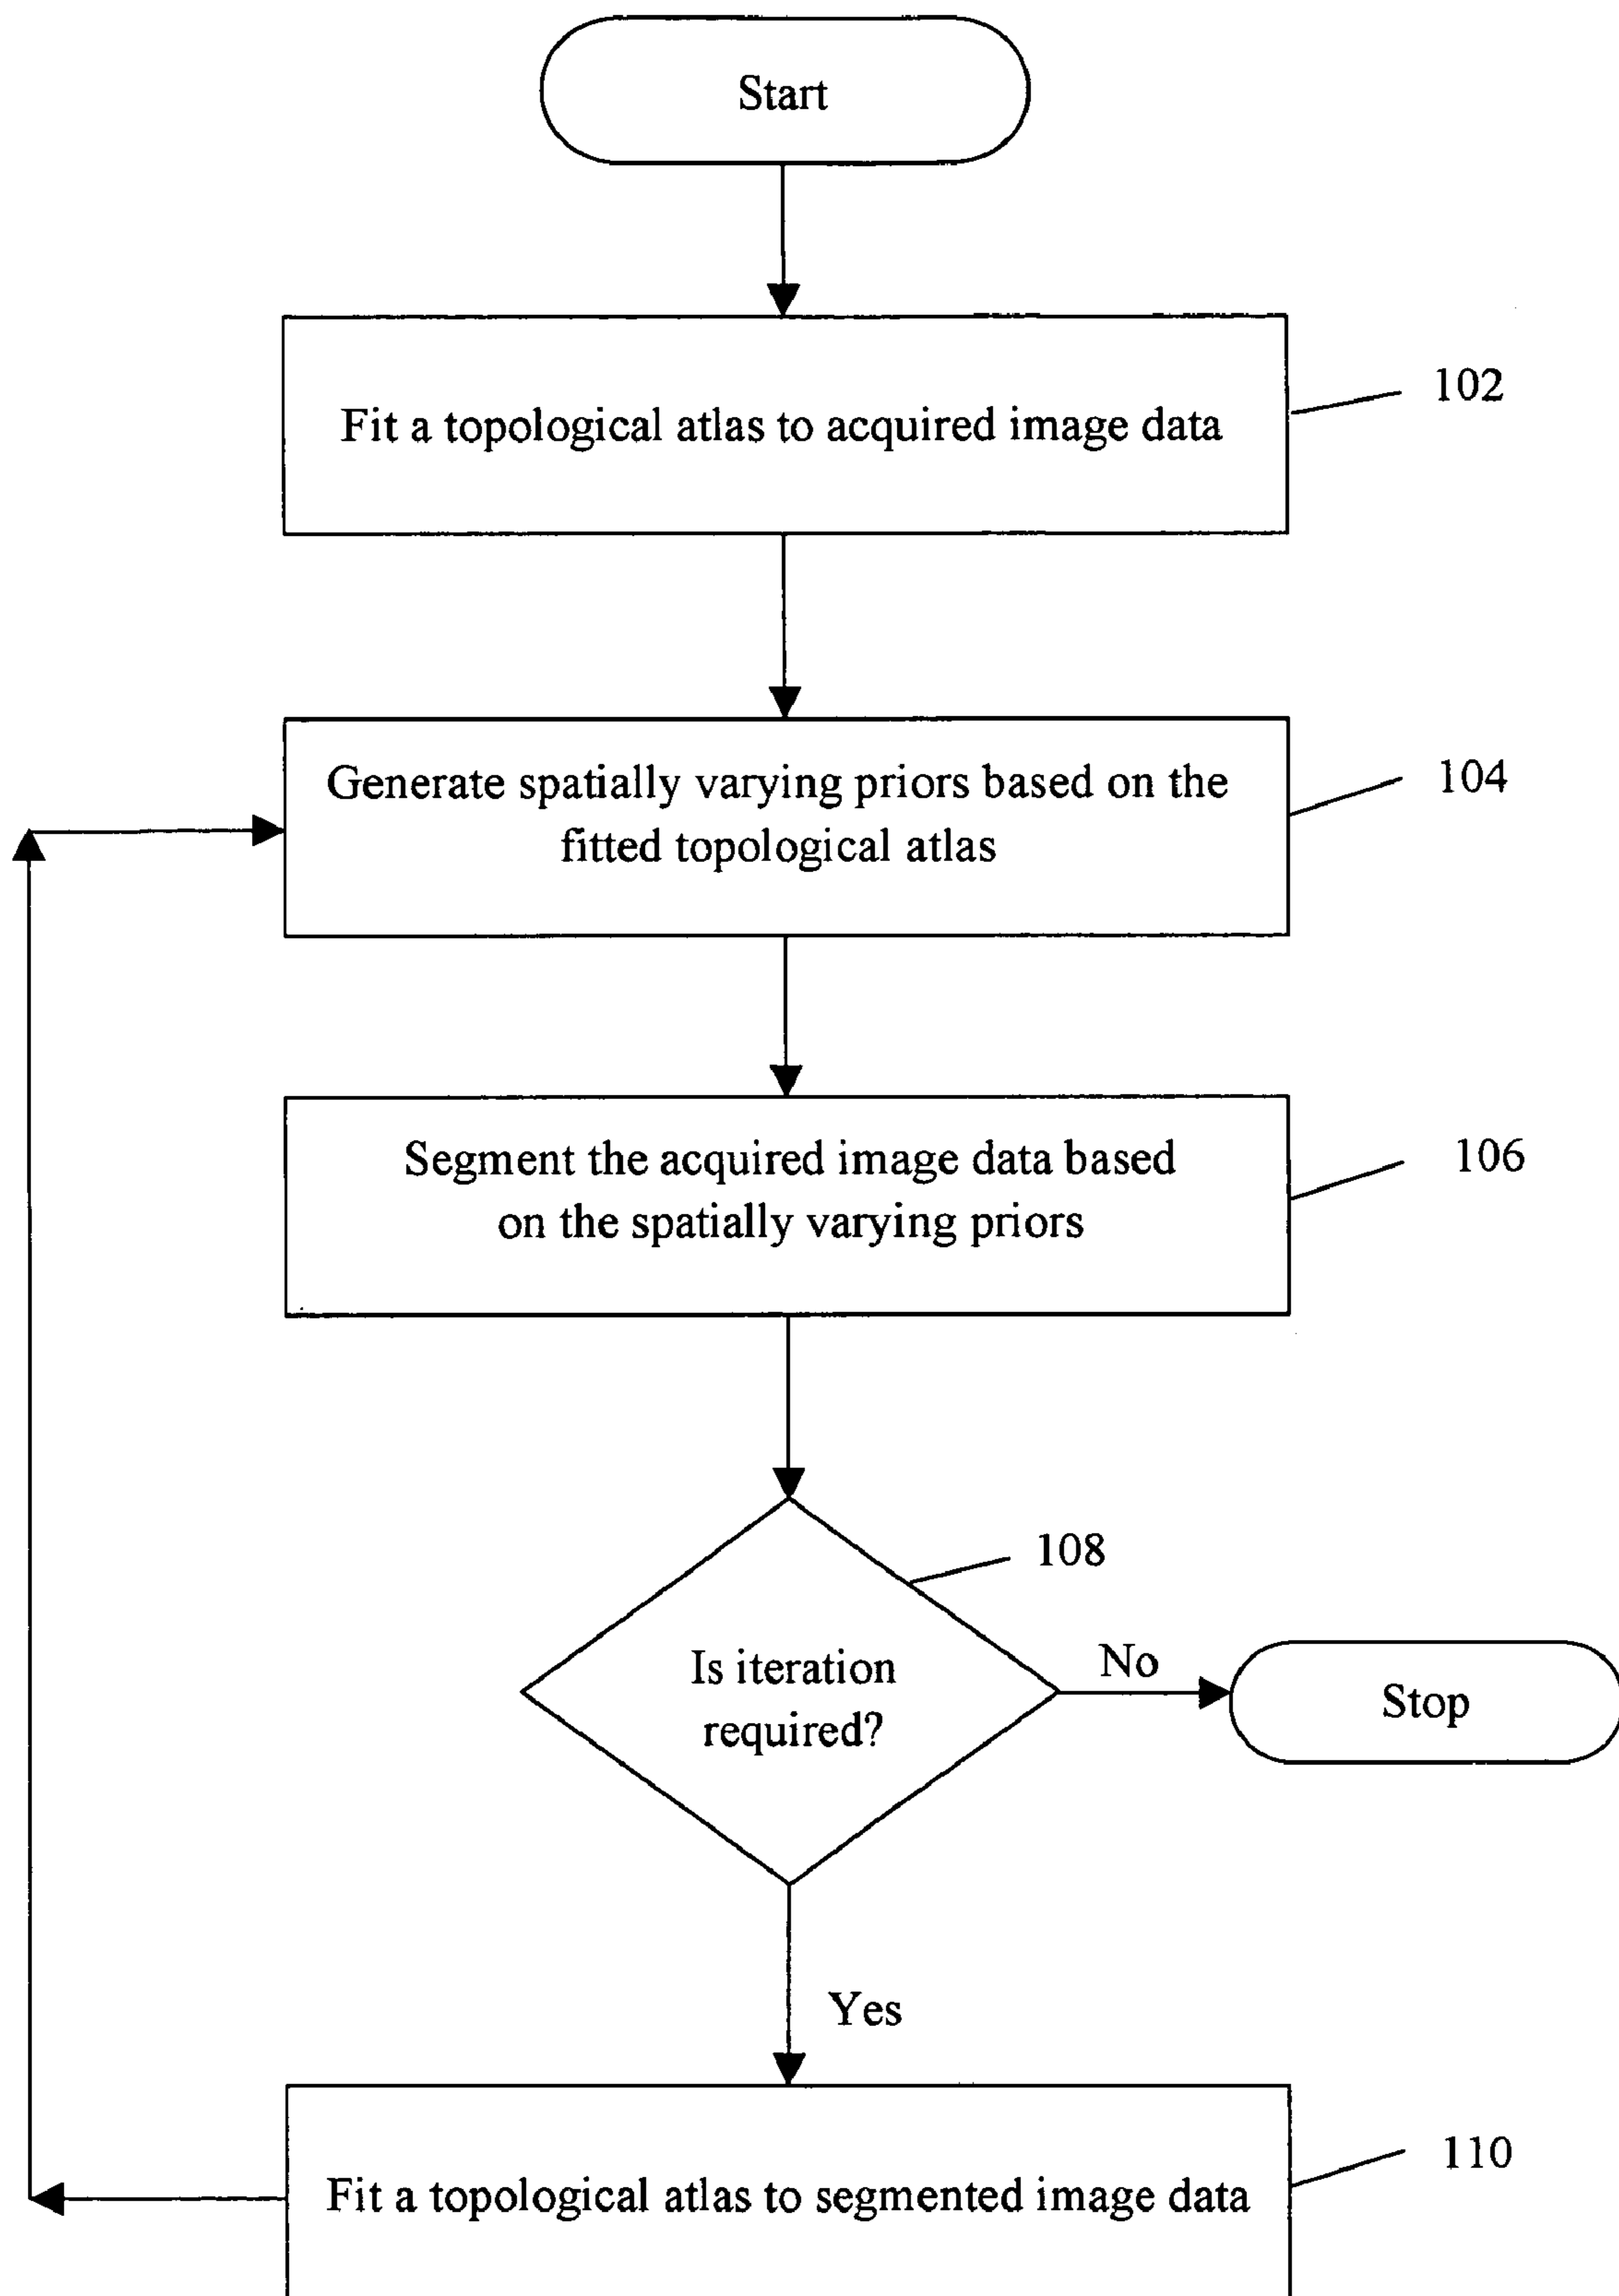 Start
Fit a topological atlas to acquired image data
102
Generate spatially varying priors based on the
fitted topological atlas
104
Segment the acquired image data based
on the spatially varying priors
106
108
Is iteration
required?
No
Stop
Yes
Fit a topological atlas to segmented image data
110